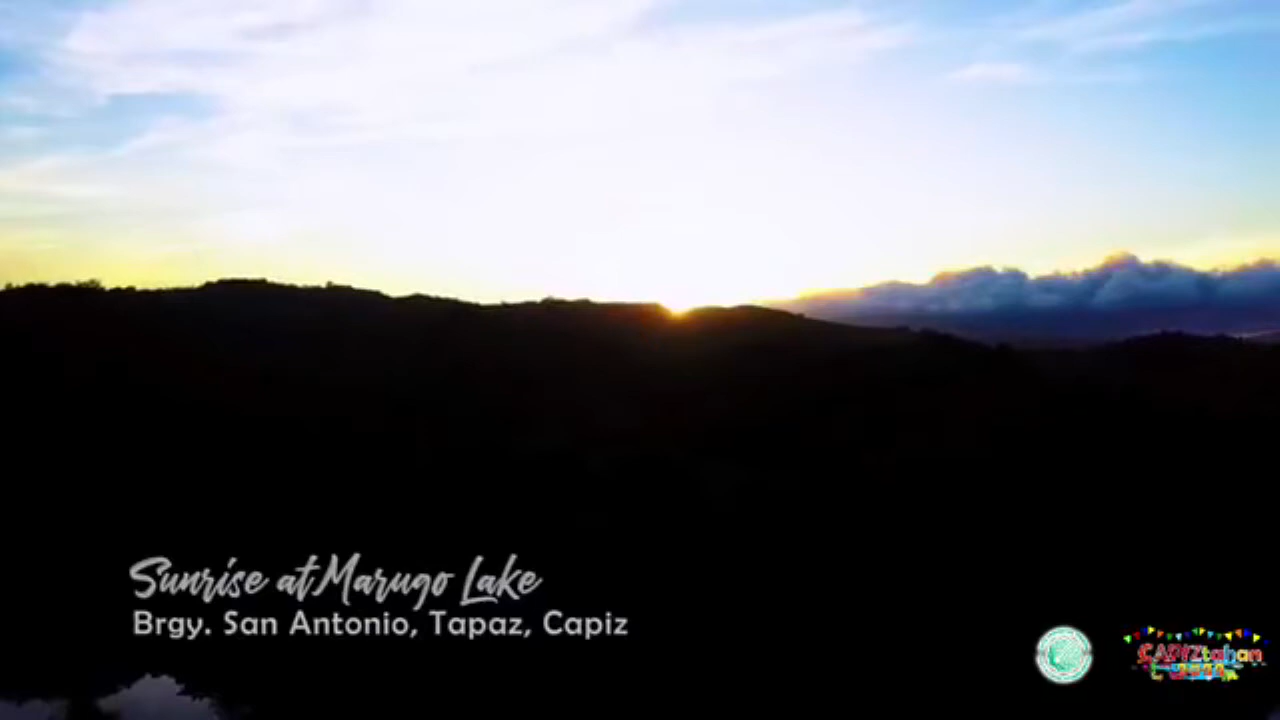 Sunrise at Marugo Lake
Brgy. San Antonio, Tapaz, Capiz
CAPIZtahan